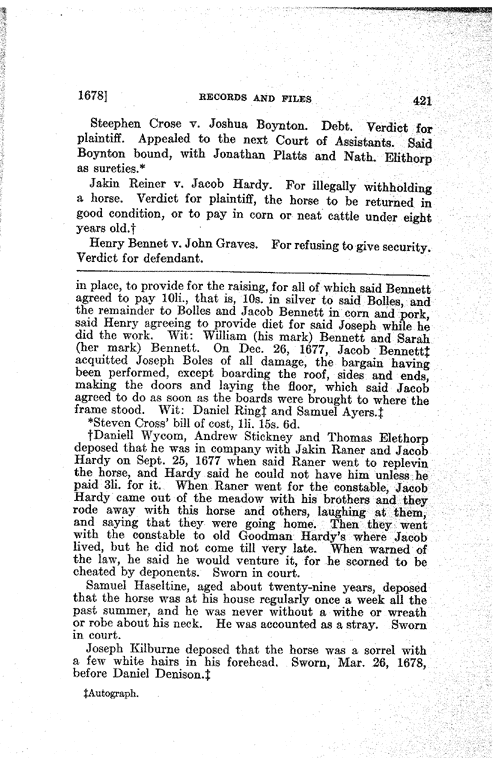 1678] RECORDS AND FILES 421
Steephen Crose v. Joshua Boynton. Debt. Verdict for
plaintiff. Appealed to the next Court of Assistants. Said
Boynton bound, with Jonathan Platts and Nath. Elithorp
as sureties.*
Jakin Reiner v. Jacob Hardy. For illegally withholding
a horse. Verdict for plaintiff, the horse to be returned in
good condition, or to pay in corn or neat cattle under eight
years old.†
Henry Bennet v. John Graves. For refusing to give security.
Verdict for defendant.
in place, to provide for the raising, for all of which said Bennett
agreed to pay 10li., that is, 10s. in silver to said Bolles, and
the remainder to Bolles and Jacob Bennett in corn and pork,
said Henry agreeing to provide diet for said Joseph while he
did the work. Wit: William (his mark) Bennett and Sarah
(her mark) Bennett. On Dec. 26, 1677, Jacob Bennett‡
acquitted Joseph Boles of all damage, the bargain having
been performed, except boarding the roof, sides and ends,
making the doors and laying the floor, which said Jacob
agreed to do as soon as the boards were brought to where the
frame stood. Wit: Daniel Ring‡ and Samuel Ayers.‡
*Steven Cross' bill of cost, 1li. 15s. 6d.
†Daniell Wycom, Andrew Stickney and Thomas Elethorp
deposed that he was in company with Jakin Raner and Jacob
Hardy on Sept. 25, 1677 when said Raner went to replevin
the horse, and Hardy said he could not have him unless he
paid 3li. for it. When Raner went for the constable, Jacob
Hardy came out of the meadow with his brothers and they
rode away with this horse and others, laughing at them,
and saying that they were going home. Then they went
with the constable to old Goodman Hardy's where Jacob
lived, but he did not come till very late. When warned of
the law, he said he would venture it, for he scorned to be
cheated by deponents. Sworn in court.
Samuel Haseltine, aged about twenty-nine years, deposed
that the horse was at his house regularly once a week all the
past summer, and he was never without a withe or wreath
or robe about his neck. He was accounted as a stray. Sworn
in court.
Joseph Kilburne deposed that the horse was a sorrel with
a few white hairs in his forehead. Sworn, Mar. 26, 1678,
before Daniel Denison.‡
‡Autograph.